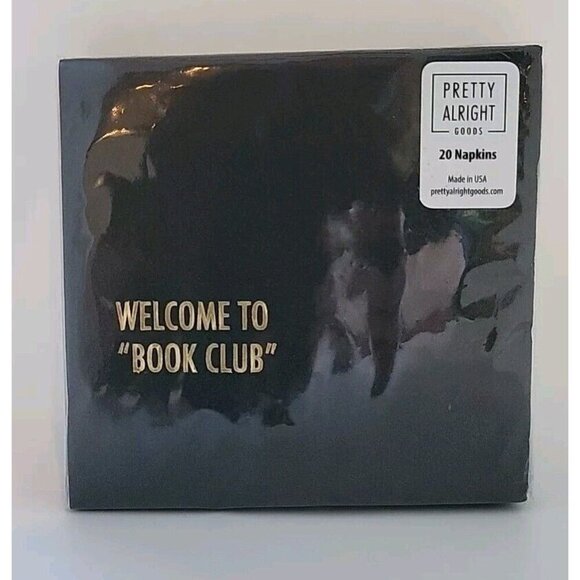 PRETTY
ALRIGHT
GOODS
20 Napkins
Made in USA
prettyalrightgoods.com
WELCOME TO
"BOOK CLUB"